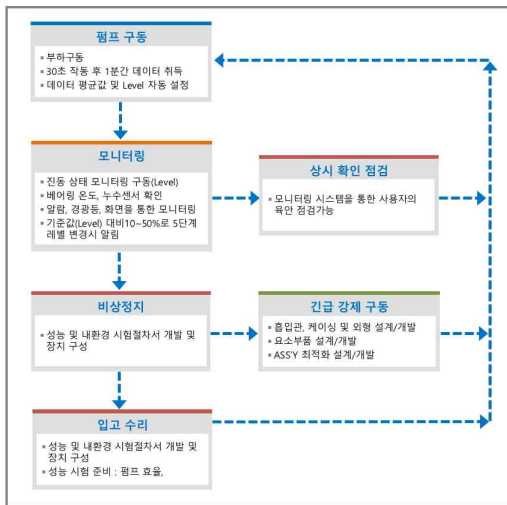 펌프 구동
▪ 부하구동
▪ 30초 작동 후 1분간 데이터 취득
▪ 데이터 평균값 및 Level 자동 설정
모니터링
▪ 진동 상태 모니터링 구동(Level)
▪ 베어링 온도, 누수센서 확인
▪ 알람, 경광등, 화면을 통한 모니터링
▪ 기준값(Level) 대비10~50%로 5단계
레벨 변경시 알림
상시 확인 점검
▪ 모니터링 시스템을 통한 사용자의
육안 점검가능
비상정지
▪ 성능 및 내환경 시험절차서 개발 및
장치 구성
긴급 강제 구동
▪ 흡입관, 케이싱 및 외형 설계/개발
▪ 요소부품 설계/개발
▪ ASS'Y 최적화 설계/개발
입고 수리
▪ 성능 및 내환경 시험절차서 개발 및
장치 구성
▪ 성능 시험 준비 : 펌프 효율,